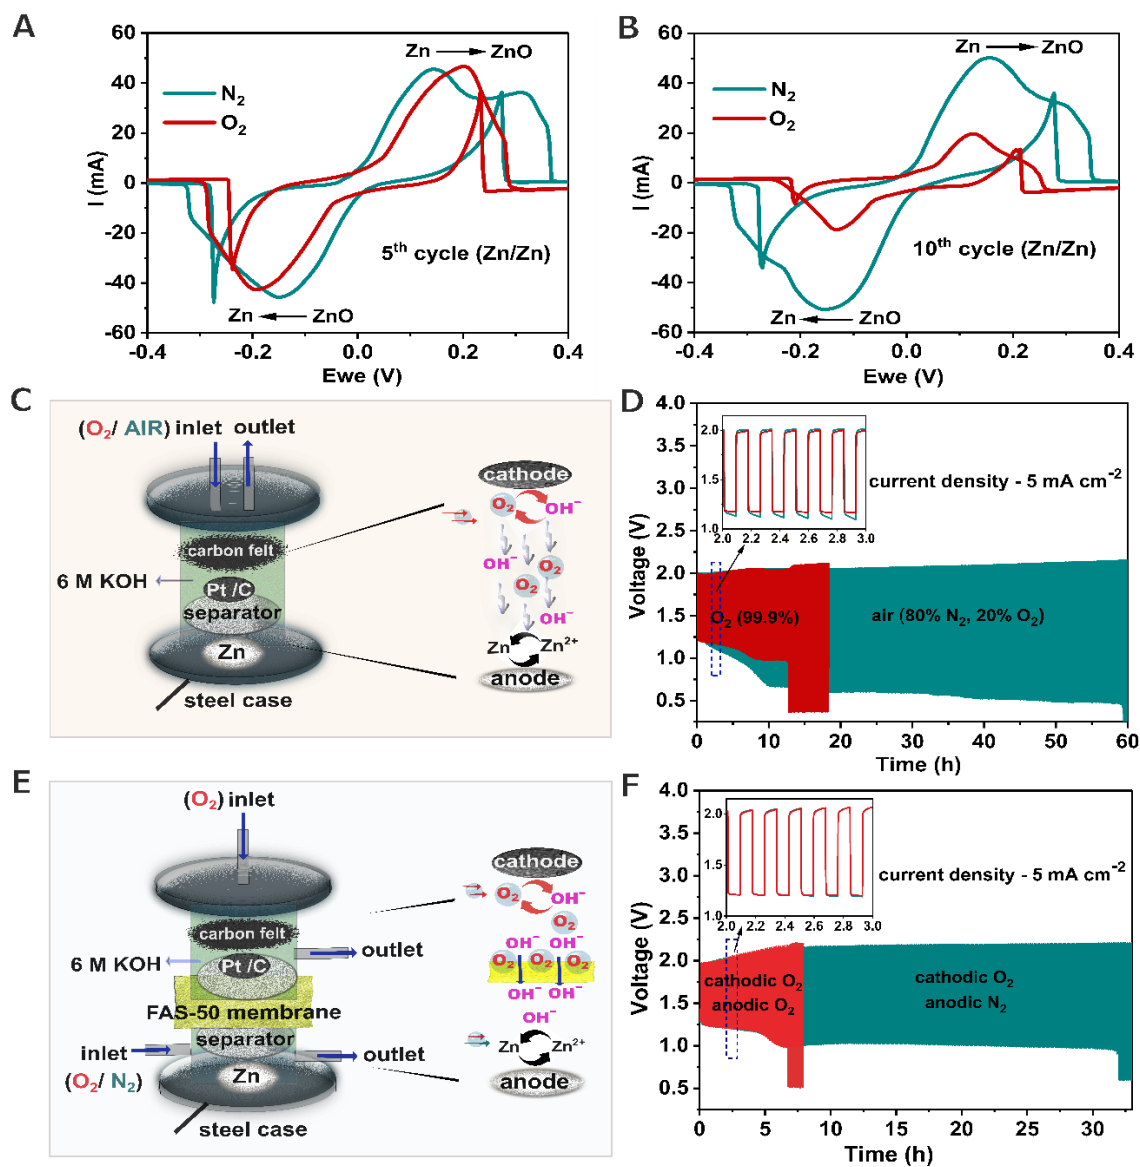 A
60
40
20
0
-20
-40
-60
I (mA)
N2
O2
Zn → ZnO
5th cycle (Zn/Zn)
Zn ← ZnO
-0.4 -0.2 0.0 0.2 0.4
Ewe (V)
B
60
40
20
0
-20
-40
-60
I (mA)
N2
O2
Zn → ZnO
10th cycle (Zn/Zn)
Zn ← ZnO
-0.4 -0.2 0.0 0.2 0.4
Ewe (V)
C
(O2/ AIR) inlet outlet
carbon felt
6 M KOH
Pt /C
separator
Zn
steel case
cathode
O2 OH−
OH− O2
O2
OH−
Zn Zn2+
anode
D
4.0
3.5
3.0
2.5
2.0
1.5
1.0
0.5
Voltage (V)
2.0
1.5
1.0
2.0 2.2 2.4 2.6 2.8 3.0
current density - 5 mA cm−2
O2 (99.9%)
air (80% N2, 20% O2)
0 10 20 30 40 50 60
Time (h)
E
(O2) inlet
carbon felt
outlet
6 M KOH
Pt /C
FAS-50 membrane
separator
inlet
outlet
(O2/ N2)
Zn
steel case
cathode
O2 OH−
O2
OH− OH−
O2 O2 O2 O2
OH− OH−
OH−
Zn Zn2+
anode
F
4.0
3.5
3.0
2.5
2.0
1.5
1.0
0.5
Voltage (V)
2.0
1.5
1.0
2.0 2.2 2.4 2.6 2.8 3.0
current density - 5 mA cm−2
cathodic O2
anodic O2
cathodic O2
anodic N2
0 5 10 15 20 25 30
Time (h)